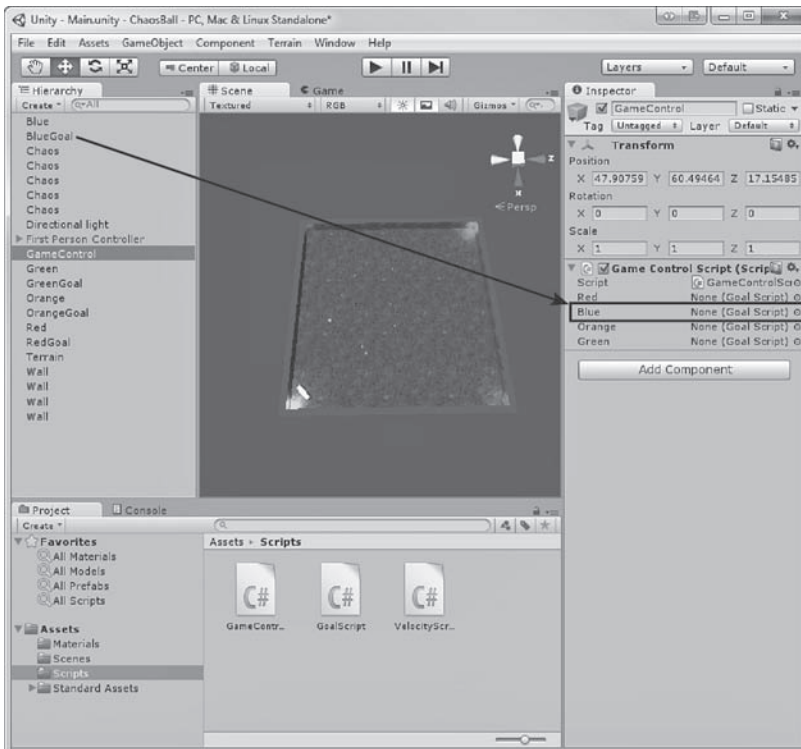 Unity - Main.unity - ChaosBall - PC, Mac & Linux Standalone*
File Edit Assets GameObject Component Terrain Window Help
Center Local Layers Default
Hierarchy
Create All
Blue
BlueGoal
Chaos
Chaos
Chaos
Chaos
Chaos
Directional light
First Person Controller
GameControl
Green
GreenGoal
Orange
OrangeGoal
Red
RedGoal
Terrain
Wall
Wall
Wall
Wall
Scene Game
Textured RGB Gizmos
z
Persp
Inspector
GameControl Static
Tag Untagged Layer Default
Transform
Position
X 47.90759 Y 60.49464 Z 17.15485
Rotation
X 0 Y 0 Z 0
Scale
X 1 Y 1 Z 1
Game Control Script (Scrip
Script GameControlScr
Red None (Goal Script)
Blue None (Goal Script)
Orange None (Goal Script)
Green None (Goal Script)
Add Component
Project Console
Create
Favorites
All Materials
All Models
All Prefabs
All Scripts
Assets
Materials
Scenes
Scripts
Standard Assets
Assets Scripts
C# C# C#
GameContr... GoalScript VelocityScr...